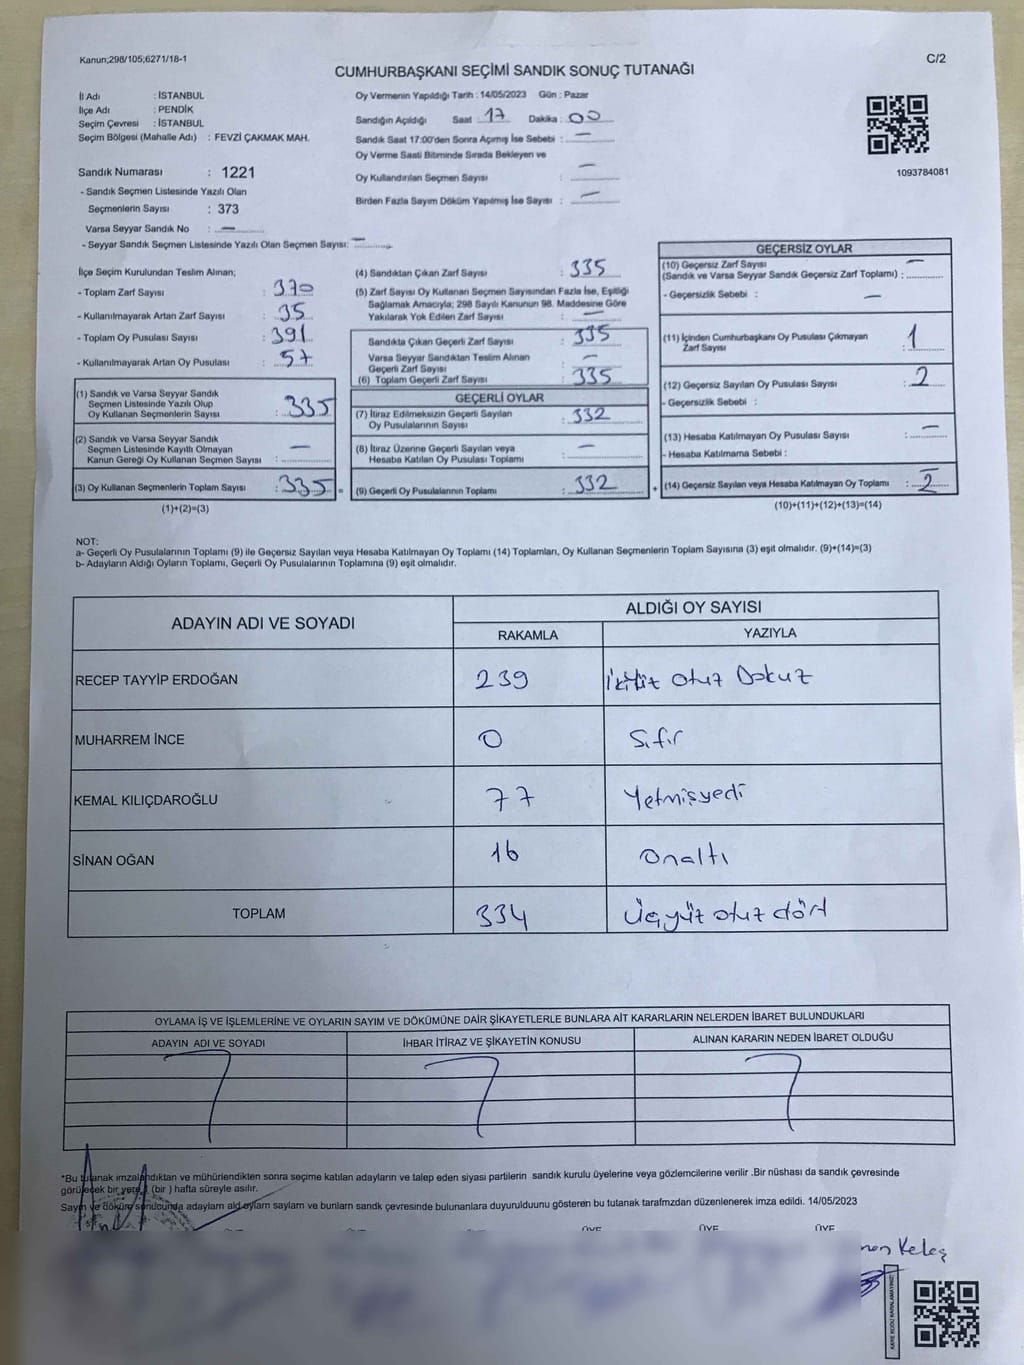 Kanun;298/105;6271/18-1
C/2
CUMHURBAŞKANI SEÇİMİ SANDIK SONUÇ TUTANAĞI
İl Adı : İSTANBUL
İlçe Adı : PENDİK
Seçim Çevresi : İSTANBUL
Seçim Bölgesi (Mahalle Adı) : FEVZİ ÇAKMAK MAH.
Sandık Numarası : 1221
- Sandık Seçmen Listesinde Yazılı Olan
Seçmenlerin Sayısı : 373
Varsa Seyyar Sandık No : —
- Seyyar Sandık Seçmen Listesinde Yazılı Olan Seçmen Sayısı: —
Oy Vermenin Yapıldığı Tarih : 14/05/2023 Gün : Pazar
Sandığın Açıldığı Saat : 17 Dakika : 00
Sandık Saat 17:00'den Sonra Açımış İse Sebebi : —
Oy Verme Saati Bitiminde Sırada Bekleyen ve
Oy Kullandırılan Seçmen Sayısı : —
Birden Fazla Sayım Döküm Yapılmış İse Sayısı : —
1093784081
İlçe Seçim Kurulundan Teslim Alınan;
- Toplam Zarf Sayısı : 370
- Kullanılmayarak Artan Zarf Sayısı : 35
- Toplam Oy Pusulası Sayısı : 391
- Kullanılmayarak Artan Oy Pusulası : 57
(1) Sandık ve Varsa Seyyar Sandık
Seçmen Listesinde Yazılı Olup
Oy Kullanan Seçmenlerin Sayısı : 335
(2) Sandık ve Varsa Seyyar Sandık
Seçmen Listesinde Kayıtlı Olmayan
Kanun Gereği Oy Kullanan Seçmen Sayısı : —
(3) Oy Kullanan Seçmenlerin Toplam Sayısı : 335 =
(1)+(2)=(3)
(4) Sandıktan Çıkan Zarf Sayısı : 335
(5) Zarf Sayısı Oy Kullanan Seçmen Sayısından Fazla İse, Eşitliği
Sağlamak Amacıyla; 298 Sayılı Kanunun 98. Maddesine Göre
Yakılarak Yok Edilen Zarf Sayısı : —
Sandıkta Çıkan Geçerli Zarf Sayısı : 335
Varsa Seyyar Sandıktan Teslim Alınan
Geçerli Zarf Sayısı : —
(6) Toplam Geçerli Zarf Sayısı : 335
GEÇERLİ OYLAR
(7) İtiraz Edilmeksizin Geçerli Sayılan
Oy Pusulalarının Sayısı : 332
(8) İtiraz Üzerine Geçerli Sayılan veya
Hesaba Katılan Oy Pusulası Toplamı : —
(9) Geçerli Oy Pusulalarının Toplamı : 332 +
GEÇERSİZ OYLAR
(10) Geçersiz Zarf Sayısı
(Sandık ve Varsa Seyyar Sandık Geçersiz Zarf Toplamı) : —
- Geçersizlik Sebebi : —
(11) İçinden Cumhurbaşkanı Oy Pusulası Çıkmayan
Zarf Sayısı : 1
(12) Geçersiz Sayılan Oy Pusulası Sayısı : 2
- Geçersizlik Sebebi :
(13) Hesaba Katılmayan Oy Pusulası Sayısı : —
- Hesaba Katılmama Sebebi :
(14) Geçersiz Sayılan veya Hesaba Katılmayan Oy Toplamı : 2
(10)+(11)+(12)+(13)=(14)
NOT:
a- Geçerli Oy Pusulalarının Toplamı (9) ile Geçersiz Sayılan veya Hesaba Katılmayan Oy Toplamı (14) Toplamları, Oy Kullanan Seçmenlerin Toplam Sayısına (3) eşit olmalıdır. (9)+(14)=(3)
b- Adayların Aldığı Oyların Toplamı, Geçerli Oy Pusulalarının Toplamına (9) eşit olmalıdır.
ADAYIN ADI VE SOYADI
ALDIĞI OY SAYISI
RAKAMLA YAZIYLA
RECEP TAYYİP ERDOĞAN 239 İkiyüz otuz Dokuz
MUHARREM İNCE 0 Sıfır
KEMAL KILIÇDAROĞLU 77 Yetmişyedi
SİNAN OĞAN 16 Onaltı
TOPLAM 334 Üçyüz otuz dört
OYLAMA İŞ VE İŞLEMLERİNE VE OYLARIN SAYIM VE DÖKÜMÜNE DAİR ŞİKAYETLERLE BUNLARA AİT KARARLARIN NELERDEN İBARET BULUNDUKLARI
ADAYIN ADI VE SOYADI İHBAR İTİRAZ VE ŞİKAYETİN KONUSU ALINAN KARARIN NEDEN İBARET OLDUĞU
*Bu tutanak imzalandıktan ve mühürlendikten sonra seçime katılan adayların ve talep eden siyasi partilerin sandık kurulu üyelerine veya gözlemcilerine verilir .Bir nüshası da sandık çevresinde
görülecek bir yere 1 (bir ) hafta süreyle asılır.
Sayım ve döküm sonucunda adayların ald oyların sayların ve bunların sandık çevresinde bulunanlara duyurulduunu gösteren bu tutanak tarafmzdan düzenlenerek imza edildi. 14/05/2023
ÜYE ÜYE ÜYE
Keleş